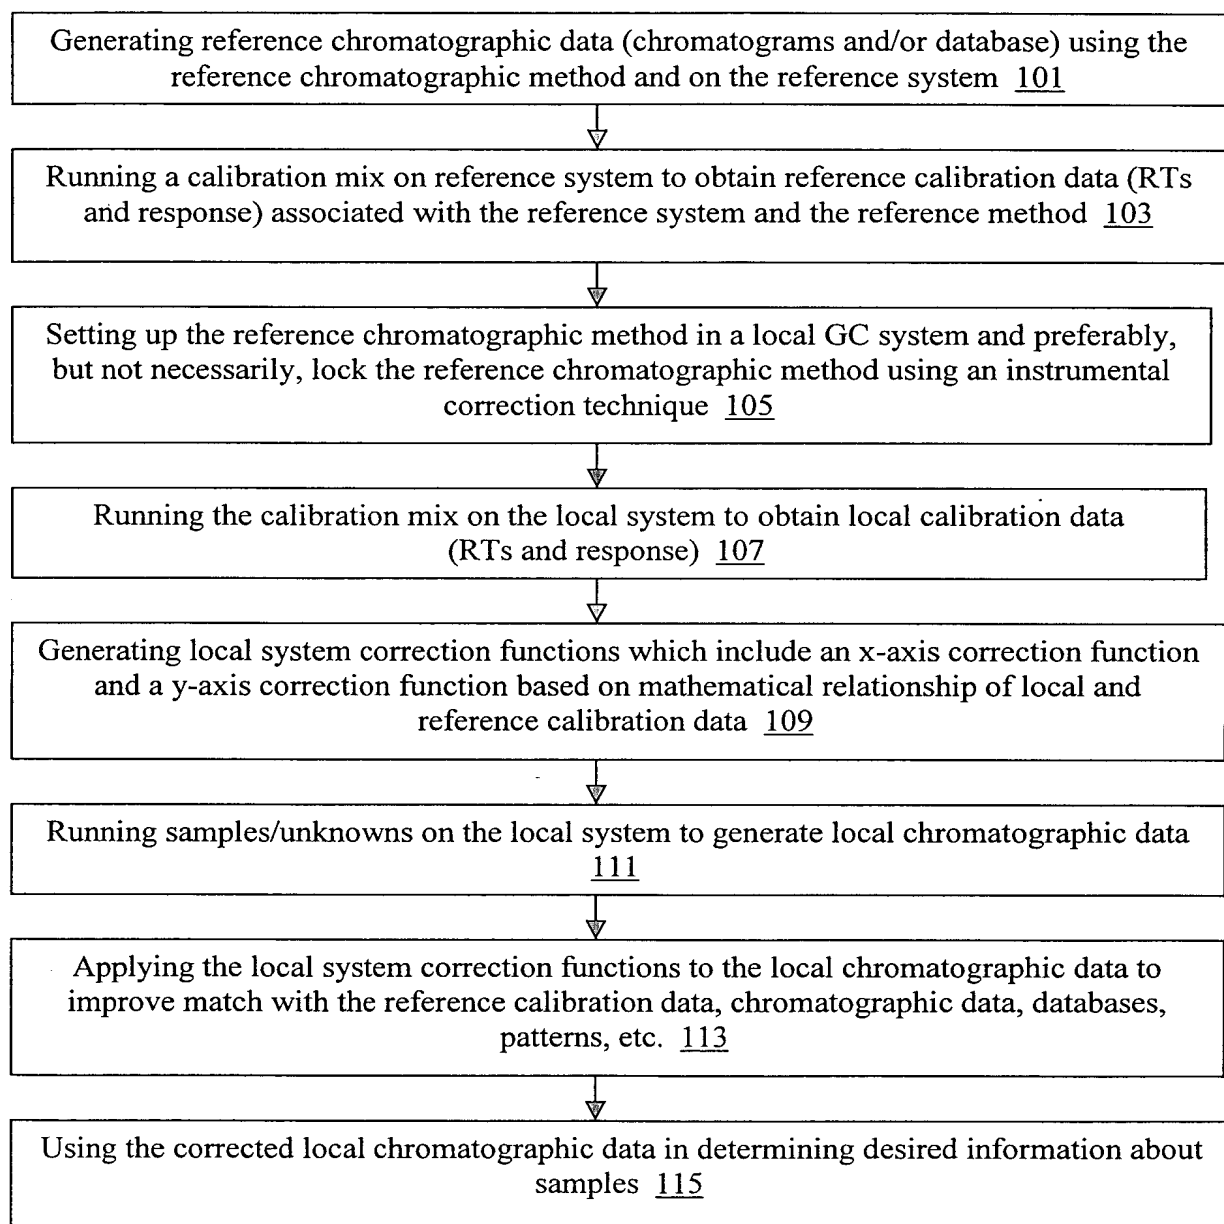 Generating reference chromatographic data (chromatograms and/or database) using the
reference chromatographic method and on the reference system 101
Running a calibration mix on reference system to obtain reference calibration data (RTs
and response) associated with the reference system and the reference method 103
Setting up the reference chromatographic method in a local GC system and preferably,
but not necessarily, lock the reference chromatographic method using an instrumental
correction technique 105
Running the calibration mix on the local system to obtain local calibration data
(RTs and response) 107
Generating local system correction functions which include an x-axis correction function
and a y-axis correction function based on mathematical relationship of local and
reference calibration data 109
Running samples/unknowns on the local system to generate local chromatographic data
111
Applying the local system correction functions to the local chromatographic data to
improve match with the reference calibration data, chromatographic data, databases,
patterns, etc. 113
Using the corrected local chromatographic data in determining desired information about
samples 115